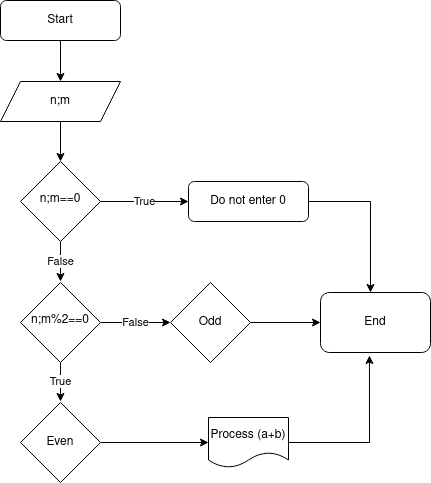 Start
n;m
n;m==0
True
Do not enter 0
False
n;m%2==0
False
Odd
End
True
Even
Process (a+b)